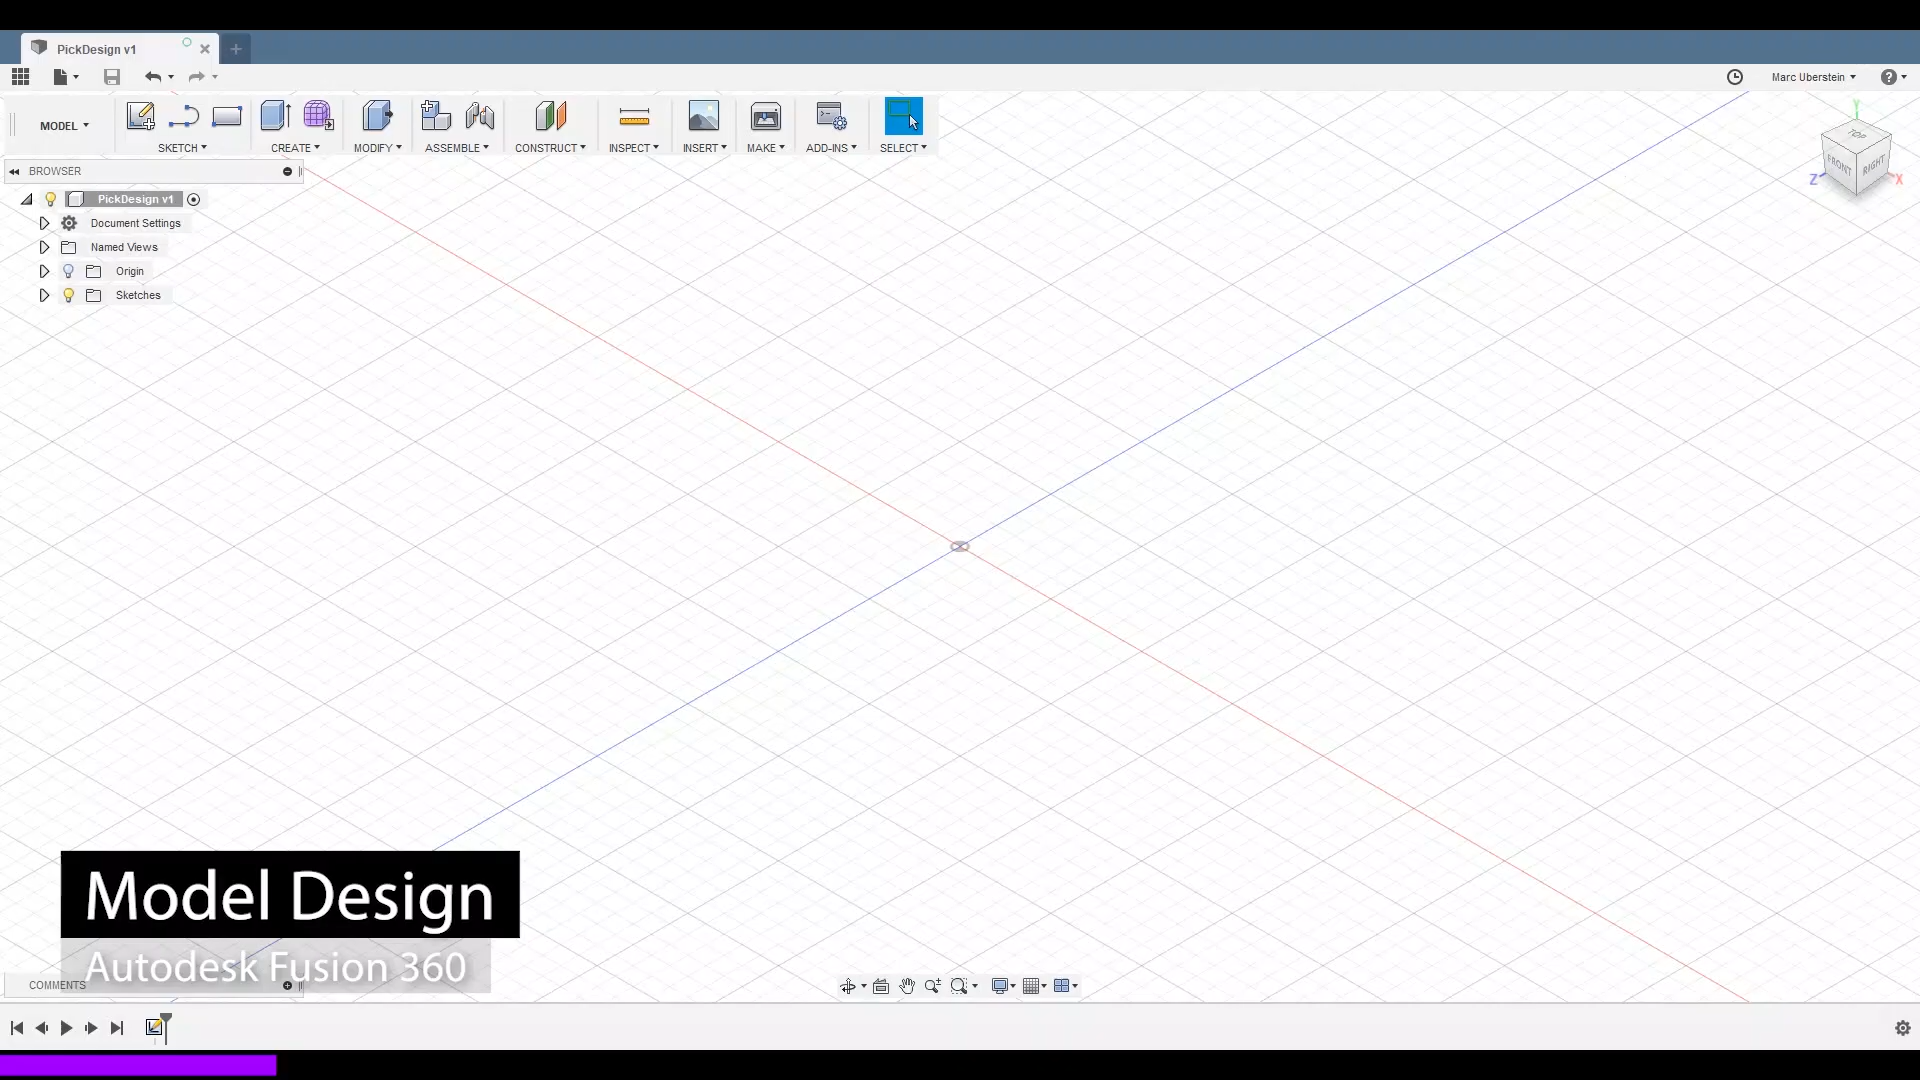 PickDesign v1
Marc Uberstein
MODEL
SKETCH
CREATE
MODIFY
ASSEMBLE
CONSTRUCT
INSPECT
INSERT
MAKE
ADD-INS
SELECT
Y
TOP
FRONT
RIGHT
Z
X
BROWSER
PickDesign v1
Document Settings
Named Views
Origin
Sketches
Model Design
Autodesk Fusion 360
COMMENTS